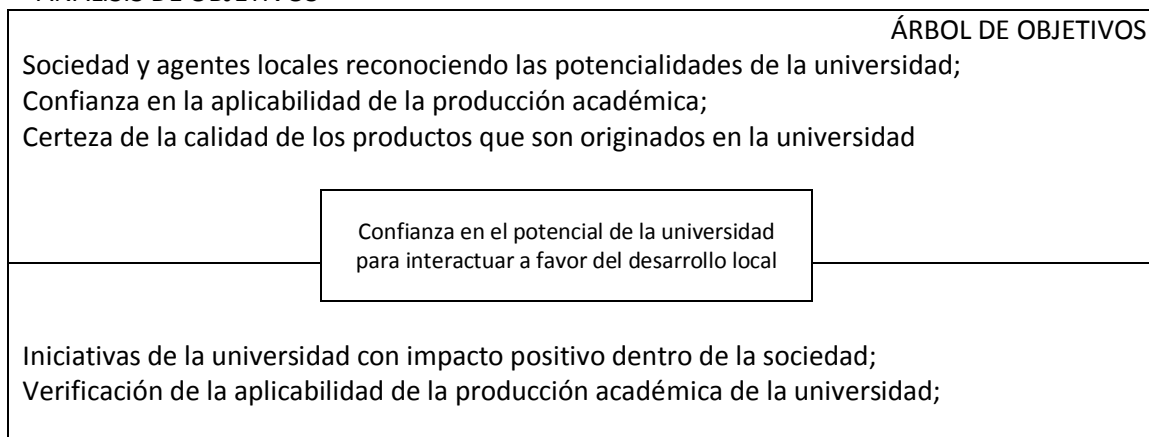 ANÁLISIS DE OBJETIVOS
ÁRBOL DE OBJETIVOS
Sociedad y agentes locales reconociendo las potencialidades de la universidad;
Confianza en la aplicabilidad de la producción académica;
Certeza de la calidad de los productos que son originados en la universidad
Confianza en el potencial de la universidad
para interactuar a favor del desarrollo local
Iniciativas de la universidad con impacto positivo dentro de la sociedad;
Verificación de la aplicabilidad de la producción académica de la universidad;